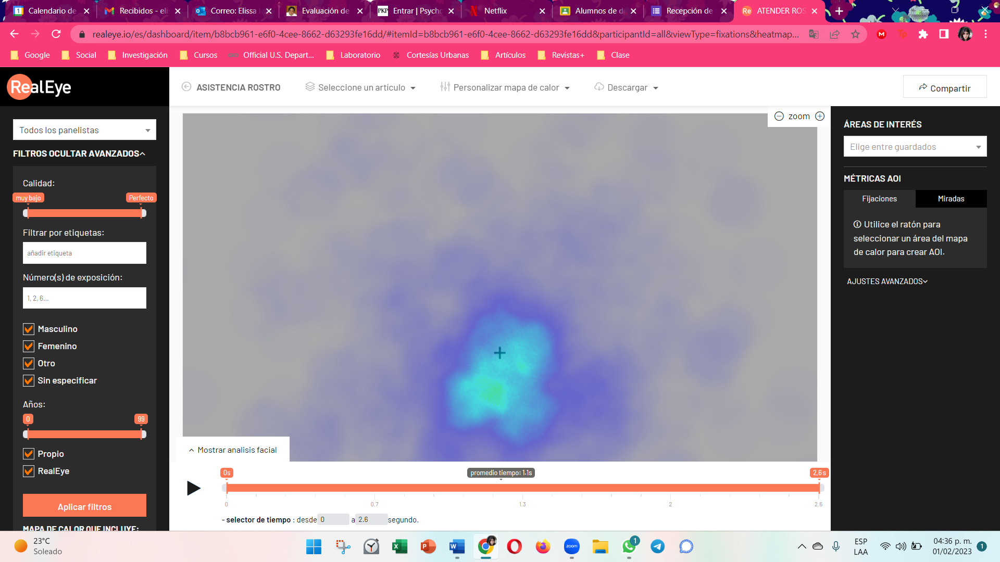 Calendario de
Recibidos - eli
Correo: Elissa
Evaluación de
PKP Entrar | Psycho
Netflix
Alumnos de d
Recepción de
Re ATENDER ROS
realeye.io/es/dashboard/item/b8bcb961-e6f0-4cee-8662-d63293fe16dd/#itemId=b8bcb961-e6f0-4cee-8662-d63293fe16dd&participantId=all&viewType=fixations&heatmap...
M Tp
Google Social Investigación Cursos Official U.S. Depart... Laboratorio Cortesías Urbanas Artículos Revistas+ Clase
RealEye
ASISTENCIA ROSTRO
Seleccione un artículo
Personalizar mapa de calor
Descargar
Compartir
Todos los panelistas
FILTROS OCULTAR AVANZADOS
Calidad:
muy bajo Perfecto
Filtrar por etiquetas:
añadir etiqueta
Número(s) de exposición:
1, 2, 6...
Masculino
Femenino
Otro
Sin especificar
Años:
0 99
Propio
RealEye
Aplicar filtros
MAPA DE CALOR QUE INCLUYE:
zoom
Mostrar analisis facial
0s promedio tiempo: 1.1s 2,6 s
0 0.7 1.3 2 2.6
- selector de tiempo : desde 0 a 2.6 segundo.
ÁREAS DE INTERÉS
Elige entre guardados
MÉTRICAS AOI
Fijaciones Miradas
Utilice el ratón para
seleccionar un área del mapa
de calor para crear AOI.
AJUSTES AVANZADOS
23°C
Soleado
zoom
1
ESP
LAA
04:36 p. m.
01/02/2023
1